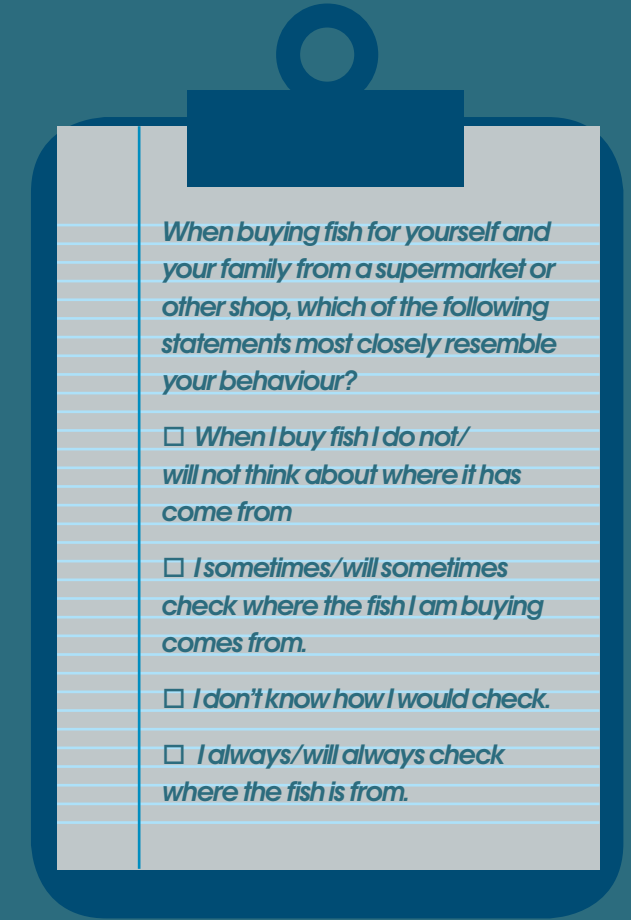 When buying fish for yourself and
your family from a supermarket or
other shop, which of the following
statements most closely resemble
your behaviour?
☐ When I buy fish I do not/
will not think about where it has
come from
☐ I sometimes/will sometimes
check where the fish I am buying
comes from.
☐ I don't know how I would check.
☐ I always/will always check
where the fish is from.